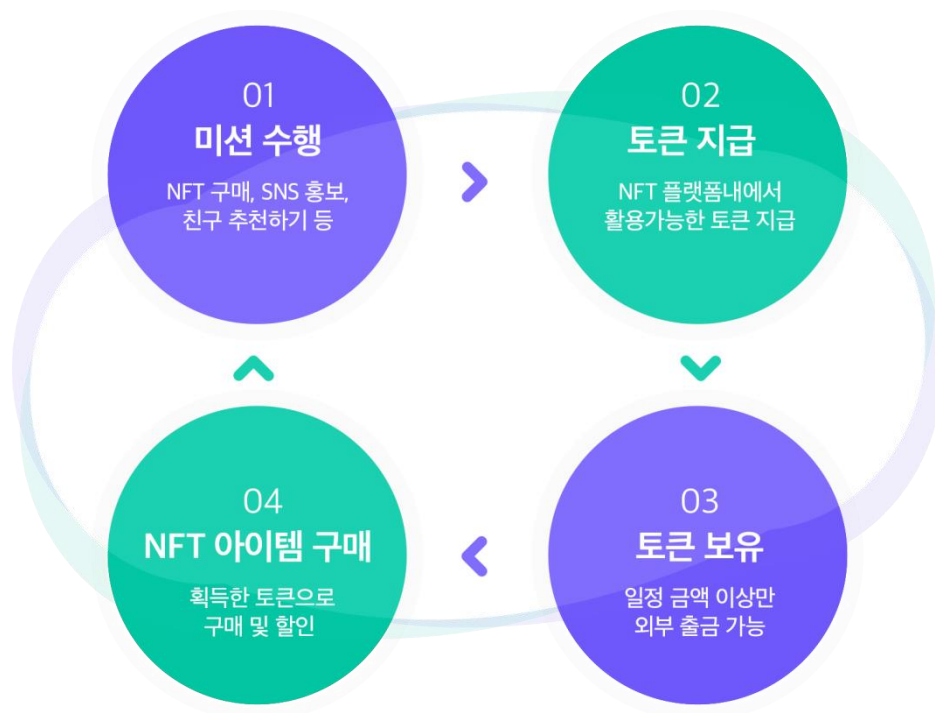 01
미션 수행
NFT 구매, SNS 홍보,
친구 추천하기 등
02
토큰 지급
NFT 플랫폼내에서
활용가능한 토큰 지급
03
토큰 보유
일정 금액 이상만
외부 출금 가능
04
NFT 아이템 구매
획득한 토큰으로
구매 및 할인